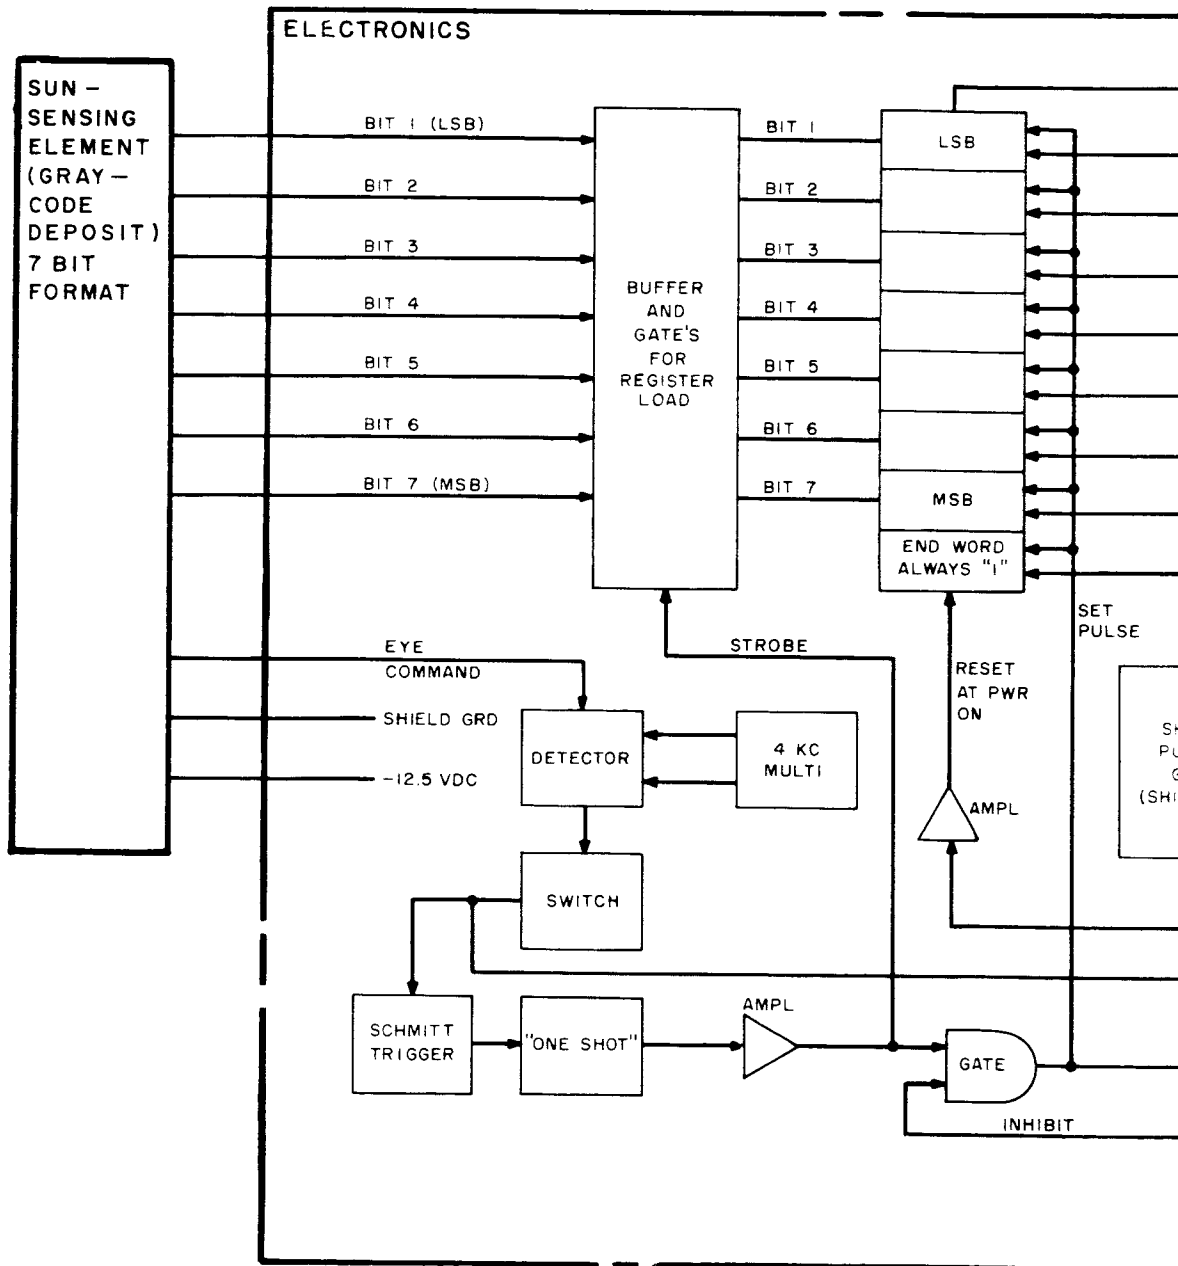 ELECTRONICS
SUN-
SENSING
ELEMENT
(GRAY-
CODE
DEPOSIT)
7 BIT
FORMAT
BIT 1 (LSB)
BIT 2
BIT 3
BIT 4
BIT 5
BIT 6
BIT 7 (MSB)
BUFFER
AND
GATE'S
FOR
REGISTER
LOAD
BIT 1
BIT 2
BIT 3
BIT 4
BIT 5
BIT 6
BIT 7
LSB
MSB
END WORD
ALWAYS "1"
SET
PULSE
EYE
COMMAND
SHIELD GRD
-12.5 VDC
STROBE
DETECTOR
4 KC
MULTI
RESET
AT PWR
ON
AMPL
SH
PU
G
(SHI
SWITCH
SCHMITT
TRIGGER
"ONE SHOT"
AMPL
GATE
INHIBIT